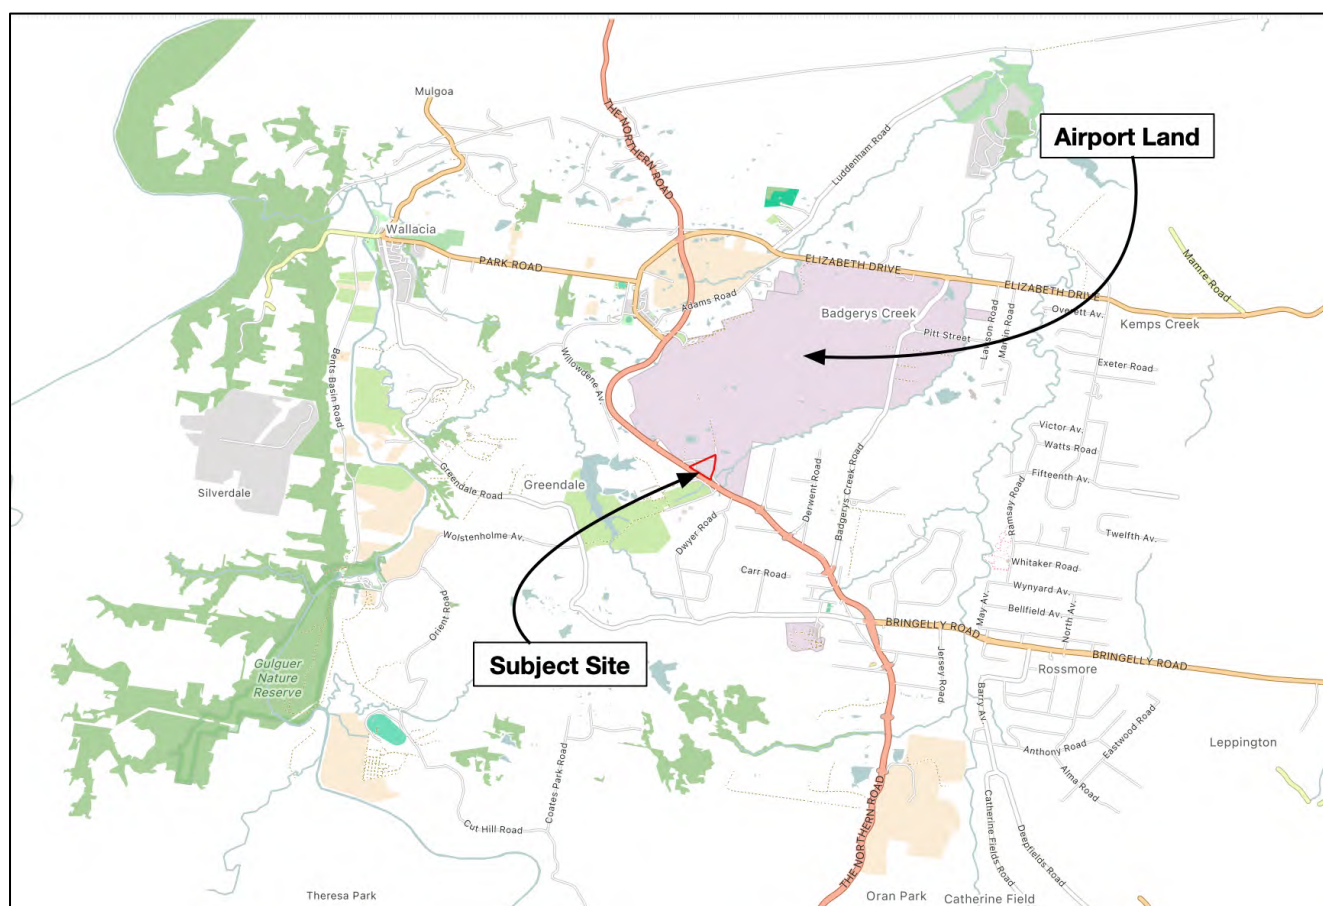 Mulgoa
THE NORTHERN ROAD
Luddenham Road
Airport Land
Wallacia
PARK ROAD
ELIZABETH DRIVE
Mamre Road
ELIZABETH DRIVE
Adams Road
Badgerys Creek
Overett Av.
Kemps Creek
Pitt Street
Lawson Road
Martin Road
Exeter Road
Bents Basin Road
Willowdene Av.
Victor Av.
Watts Road
Fifteenth Av.
Silverdale
Greendale Road
Greendale
Derwent Road
Badgerys Creek Road
Ramsay Road
Wolstenholme Av.
Dwyer Road
Twelfth Av.
Whitaker Road
Carr Road
Wynyard Av.
Bellfield Av.
May Av.
North Av.
Orient Road
BRINGELLY ROAD
BRINGELLY ROAD
Subject Site
Jersey Road
Rossmore
Gulguer
Nature
Reserve
Barry Av.
Eastwood Road
Anthony Road
Leppington
Alma Road
Coates Park Road
Cut Hill Road
THE NORTHERN ROAD
Catherine Fields Road
Deepfields Road
Theresa Park
Oran Park
Catherine Field